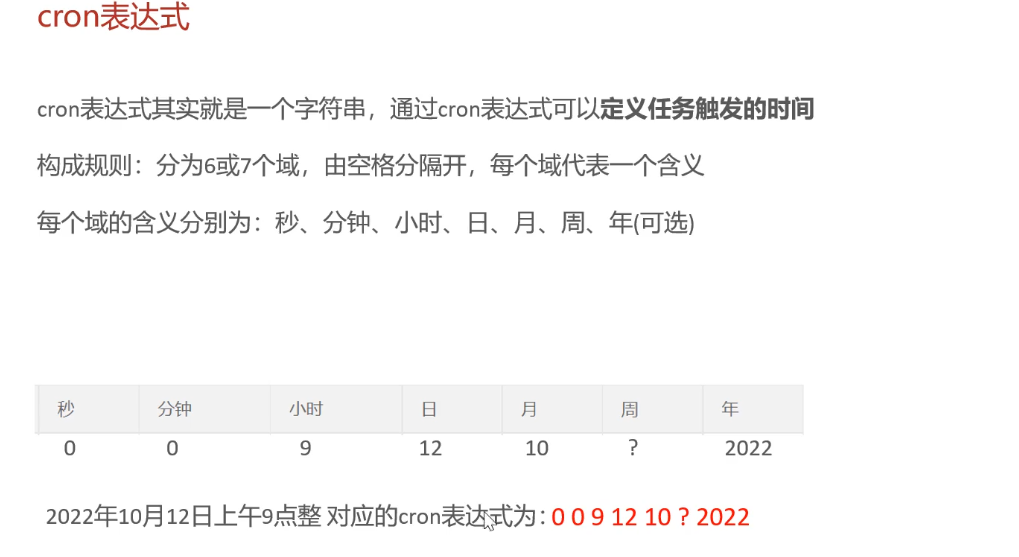 cron表达式
cron表达式其实就是一个字符串，通过cron表达式可以定义任务触发的时间
构成规则：分为6或7个域，由空格分隔开，每个域代表一个含义
每个域的含义分别为：秒、分钟、小时、日、月、周、年(可选)
秒 分钟 小时 日 月 周 年
0 0 9 12 10 ? 2022
2022年10月12日上午9点整 对应的cron表达式为：0 0 9 12 10 ? 2022